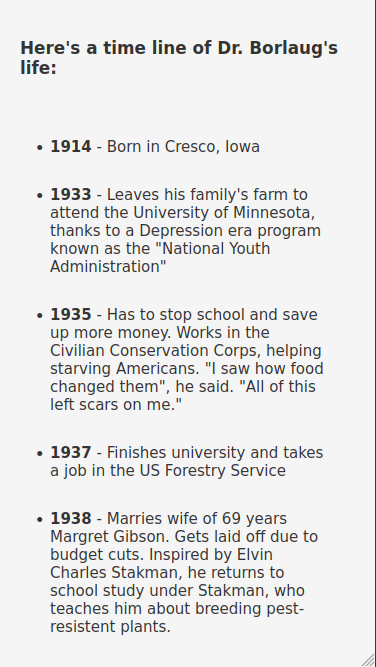 Here's a time line of Dr. Borlaug's
life:
• 1914 - Born in Cresco, Iowa
• 1933 - Leaves his family's farm to
attend the University of Minnesota,
thanks to a Depression era program
known as the "National Youth
Administration"
• 1935 - Has to stop school and save
up more money. Works in the
Civilian Conservation Corps, helping
starving Americans. "I saw how food
changed them", he said. "All of this
left scars on me."
• 1937 - Finishes university and takes
a job in the US Forestry Service
• 1938 - Marries wife of 69 years
Margret Gibson. Gets laid off due to
budget cuts. Inspired by Elvin
Charles Stakman, he returns to
school study under Stakman, who
teaches him about breeding pest-
resistent plants.